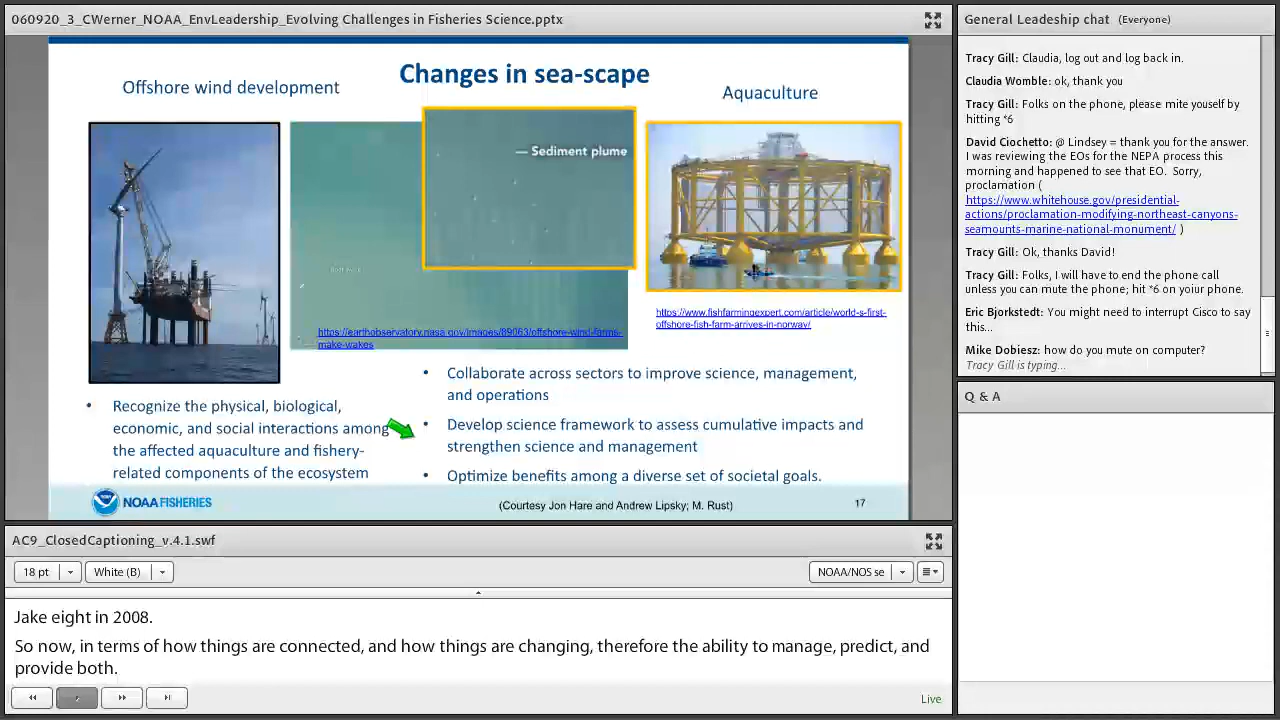 060920_3_CWerner_NOAA_EnvLeadership_Evolving Challenges in Fisheries Science.pptx
Changes in sea-scape
Offshore wind development
Aquaculture
— Sediment plume
https://earthobservatory.nasa.gov/images/89063/offshore-wind-farms-
make-wakes
https://www.fishfarmingexpert.com/article/world-s-first-
offshore-fish-farm-arrives-in-norway/
• Recognize the physical, biological,
economic, and social interactions among
the affected aquaculture and fishery-
related components of the ecosystem
• Collaborate across sectors to improve science, management,
and operations
• Develop science framework to assess cumulative impacts and
strengthen science and management
• Optimize benefits among a diverse set of societal goals.
NOAA FISHERIES
(Courtesy Jon Hare and Andrew Lipsky; M. Rust)
17
AC9_ClosedCaptioning_v.4.1.swf
18 pt
White (B)
NOAA/NOS se
Jake eight in 2008.
So now, in terms of how things are connected, and how things are changing, therefore the ability to manage, predict, and
provide both.
Live
General Leadeship chat (Everyone)
Tracy Gill: Claudia, log out and log back in.
Claudia Womble: ok, thank you
Tracy Gill: Folks on the phone, please mite youself by
hitting *6
David Ciochetto: @ Lindsey = thank you for the answer.
I was reviewing the EOs for the NEPA process this
morning and happened to see that EO. Sorry,
proclamation (
https://www.whitehouse.gov/presidential-
actions/proclamation-modifying-northeast-canyons-
seamounts-marine-national-monument/ )
Tracy Gill: Ok, thanks David!
Tracy Gill: Folks, I will have to end the phone call
unless you can mute the phone; hit *6 on yoiur phone.
Eric Bjorkstedt: You might need to interrupt Cisco to say
this...
Mike Dobiesz: how do you mute on computer?
Tracy Gill is typing...
Q & A